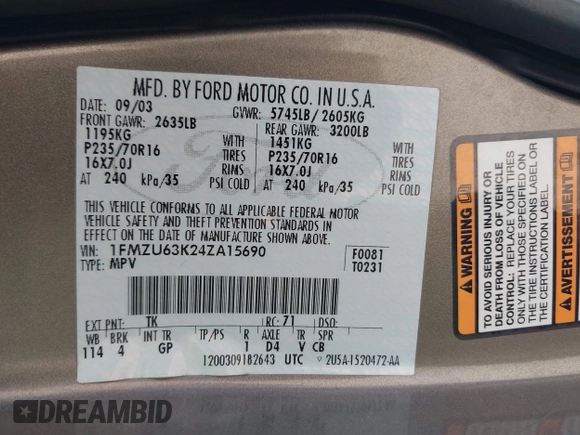 MFD. BY FORD MOTOR CO. IN U.S.A.
DATE: 09/03 GVWR: 5745LB/2605KG
FRONT GAWR: 2635LB REAR GAWR: 3200LB
1195KG WITH 1451KG WITH
P235/70R16 TIRES P235/70R16 TIRES
16X7.0J RIMS 16X7.0J RIMS
AT 240 kPa/35 PSI COLD AT 240 kPa/35 PSI COLD
THIS VEHICLE CONFORMS TO ALL APPLICABLE FEDERAL MOTOR
VEHICLE SAFETY AND THEFT PREVENTION STANDARDS IN
EFFECT ON THE DATE OF MANUFACTURE SHOWN ABOVE.
VIN: 1FMZU63K24ZA15690 F0081
TYPE: MPV T0231
EXT PNT: TK RC: 71 DSO:
WB BRK INT TR TP/PS R AXLE TR V
114 4 GP 1 D4 V CB
1200309182643 UTC 2U5A-1520472-AA
Ford
WARNING
TO AVOID SERIOUS INJURY OR
DEATH FROM LOSS OF VEHICLE
CONTROL: REPLACE YOUR TIRES
ONLY WITH THOSE SPECIFIED ON
THE TIRE INSTRUCTIONS LABEL OR
THE CERTIFICATION LABEL.
AVERTISSEMENT
DREAMBID